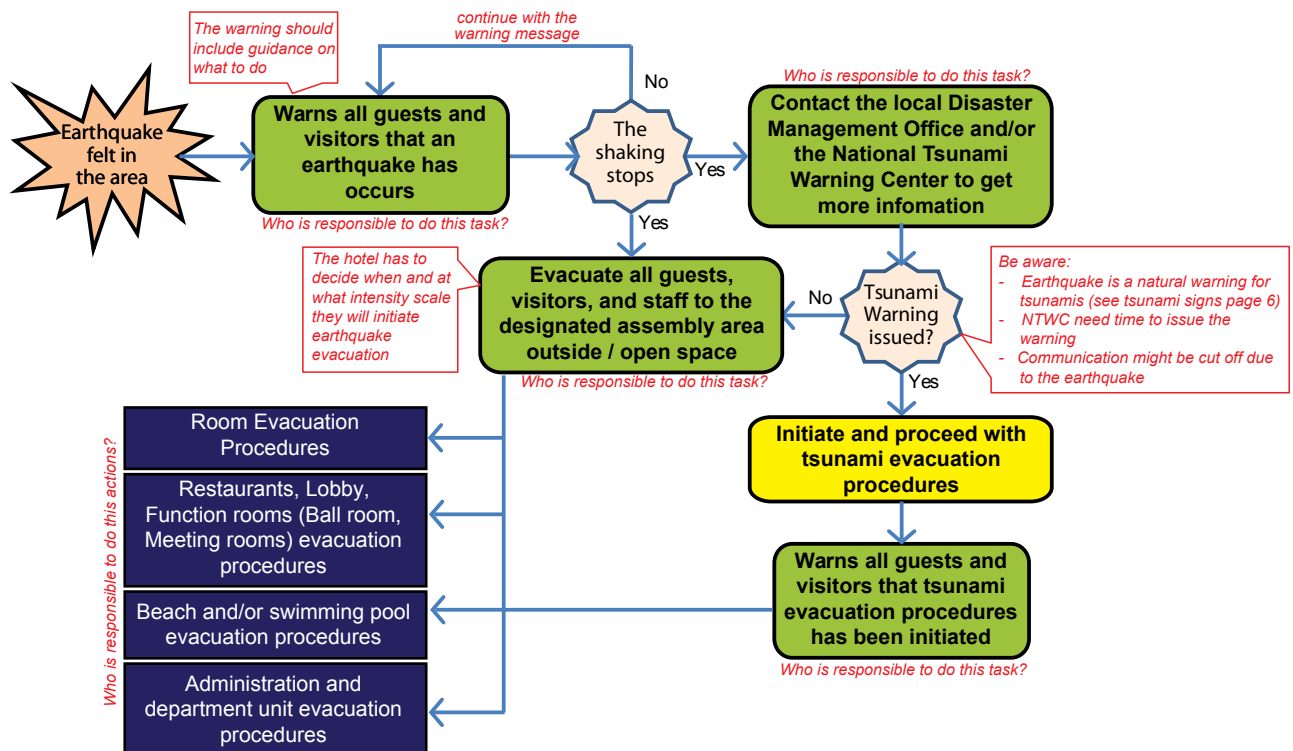 The warning should
include guidance on
what to do
continue with the
warning message
No
Who is responsible to do this task?
Earthquake
felt in
the area
Warns all guests and
visitors that an
earthquake has
occurs
The
shaking
stops
Yes
Contact the local Disaster
Management Office and/or
the National Tsunami
Warning Center to get
more infomation
Who is responsible to do this task?
Yes
The hotel has to
decide when and at
what intensity scale
they will initiate
earthquake
evacuation
Evacuate all guests,
visitors, and staff to the
designated assembly area
outside / open space
Who is responsible to do this task?
No
Tsunami
Warning
issued?
Be aware:
- Earthquake is a natural warning for
tsunamis (see tsunami signs page 6)
- NTWC need time to issue the
warning
- Communication might be cut off due
to the earthquake
Yes
Initiate and proceed with
tsunami evacuation
procedures
Warns all guests and
visitors that tsunami
evacuation procedures
has been initiated
Who is responsible to do this task?
Who is responsible to do this actions?
Room Evacuation
Procedures
Restaurants, Lobby,
Function rooms (Ball room,
Meeting rooms) evacuation
procedures
Beach and/or swimming pool
evacuation procedures
Administration and
department unit evacuation
procedures